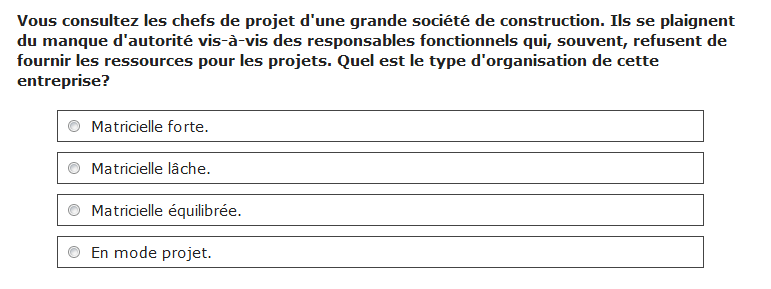 Vous consultez les chefs de projet d'une grande société de construction. Ils se plaignent
du manque d'autorité vis-à-vis des responsables fonctionnels qui, souvent, refusent de
fournir les ressources pour les projets. Quel est le type d'organisation de cette
entreprise?
Matricielle forte.
Matricielle lâche.
Matricielle équilibrée.
En mode projet.